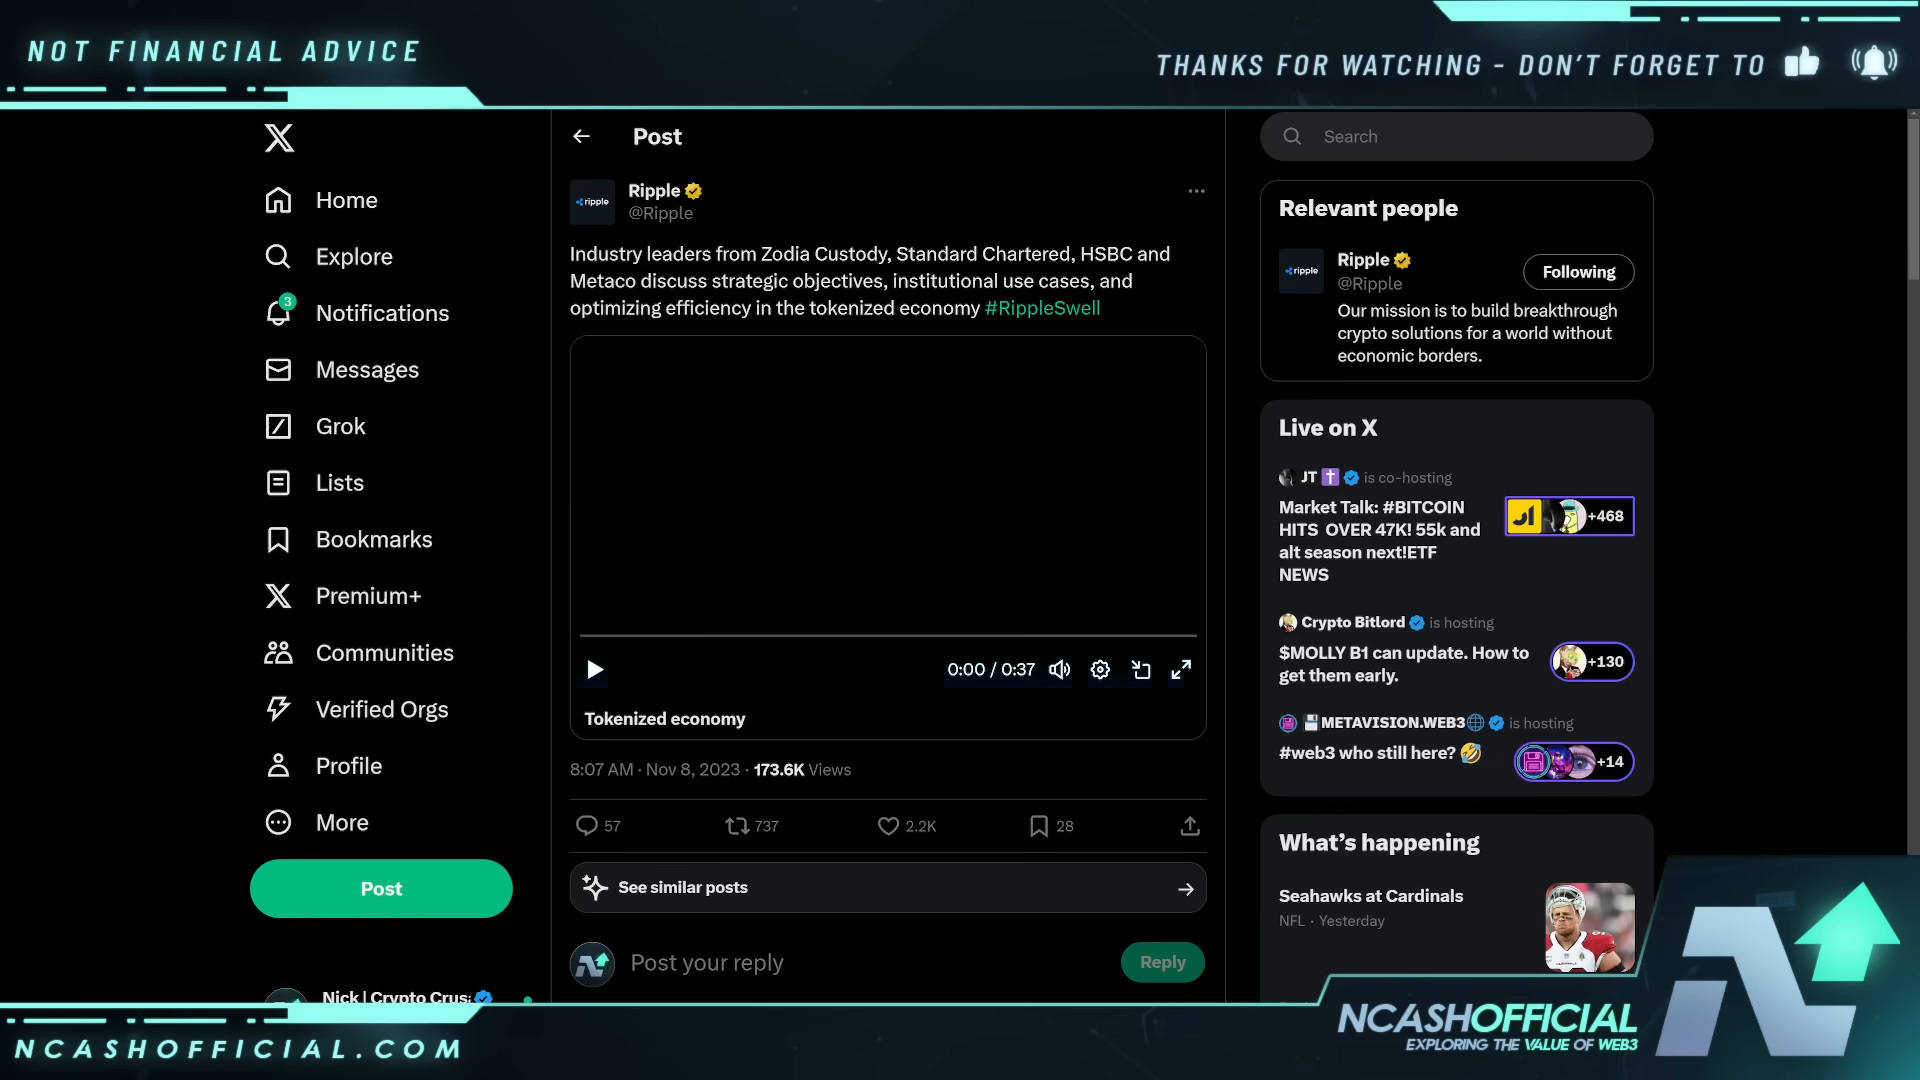 NOT FINANCIAL ADVICE
THANKS FOR WATCHING - DON'T FORGET TO
Home
Explore
3
Notifications
Messages
Grok
Lists
Bookmarks
Premium+
Communities
Verified Orgs
Profile
More
Post
Nick | Crypto Crus
Post
ripple
Ripple
@Ripple
Industry leaders from Zodia Custody, Standard Chartered, HSBC and
Metaco discuss strategic objectives, institutional use cases, and
optimizing efficiency in the tokenized economy #RippleSwell
0:00 / 0:37
Tokenized economy
8:07 AM · Nov 8, 2023 · 173.6K Views
57
737
2.2K
28
See similar posts
Post your reply
Reply
Search
Relevant people
ripple
Ripple
@Ripple
Following
Our mission is to build breakthrough
crypto solutions for a world without
economic borders.
Live on X
JT ✝️ is co-hosting
Market Talk: #BITCOIN
HITS OVER 47K! 55k and
alt season next!ETF
NEWS
+468
Crypto Bitlord is hosting
$MOLLY B1 can update. How to
get them early.
+130
💾METAVISION.WEB3🌐 is hosting
#web3 who still here? 🤣
+14
What's happening
Seahawks at Cardinals
NFL · Yesterday
NCASHOFFICIAL.COM
NCASHOFFICIAL
EXPLORING THE VALUE OF WEB3